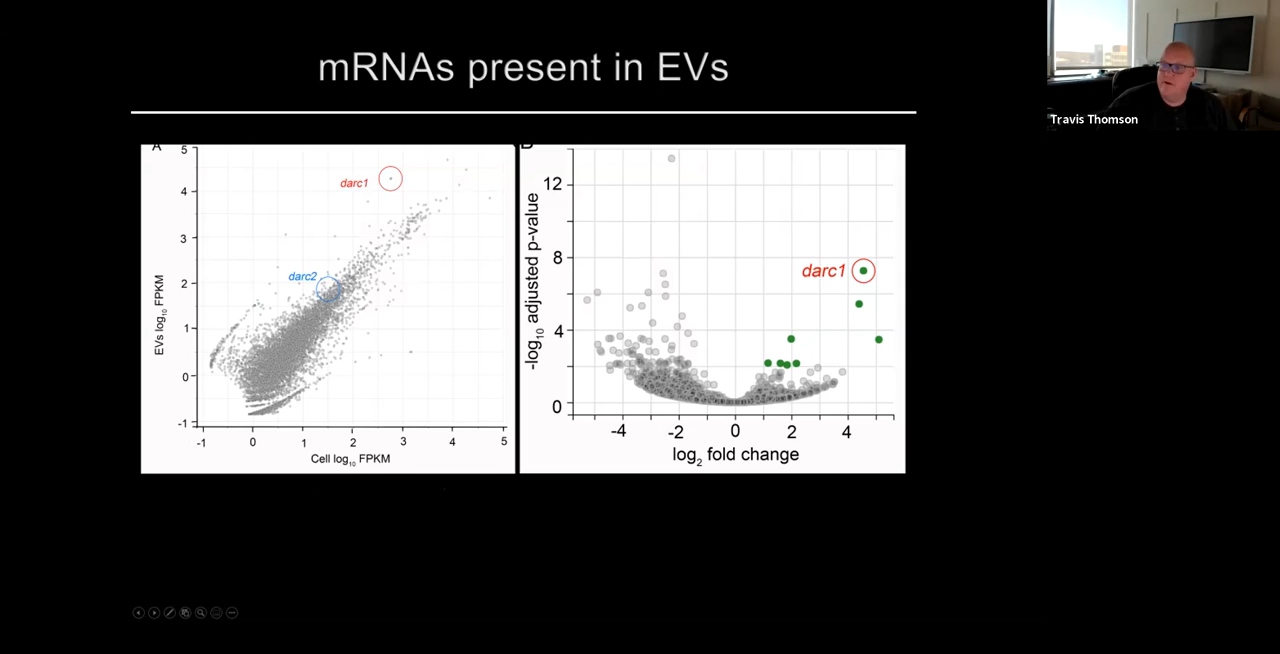 mRNAs present in EVs
Travis Thomson
A
5
4
3
2
1
0
-1
EVs log10 FPKM
darc1
darc2
-1 0 1 2 3 4 5
Cell log10 FPKM
12
8
4
0
-log10 adjusted p-value
darc1
-4 -2 0 2 4
log2 fold change